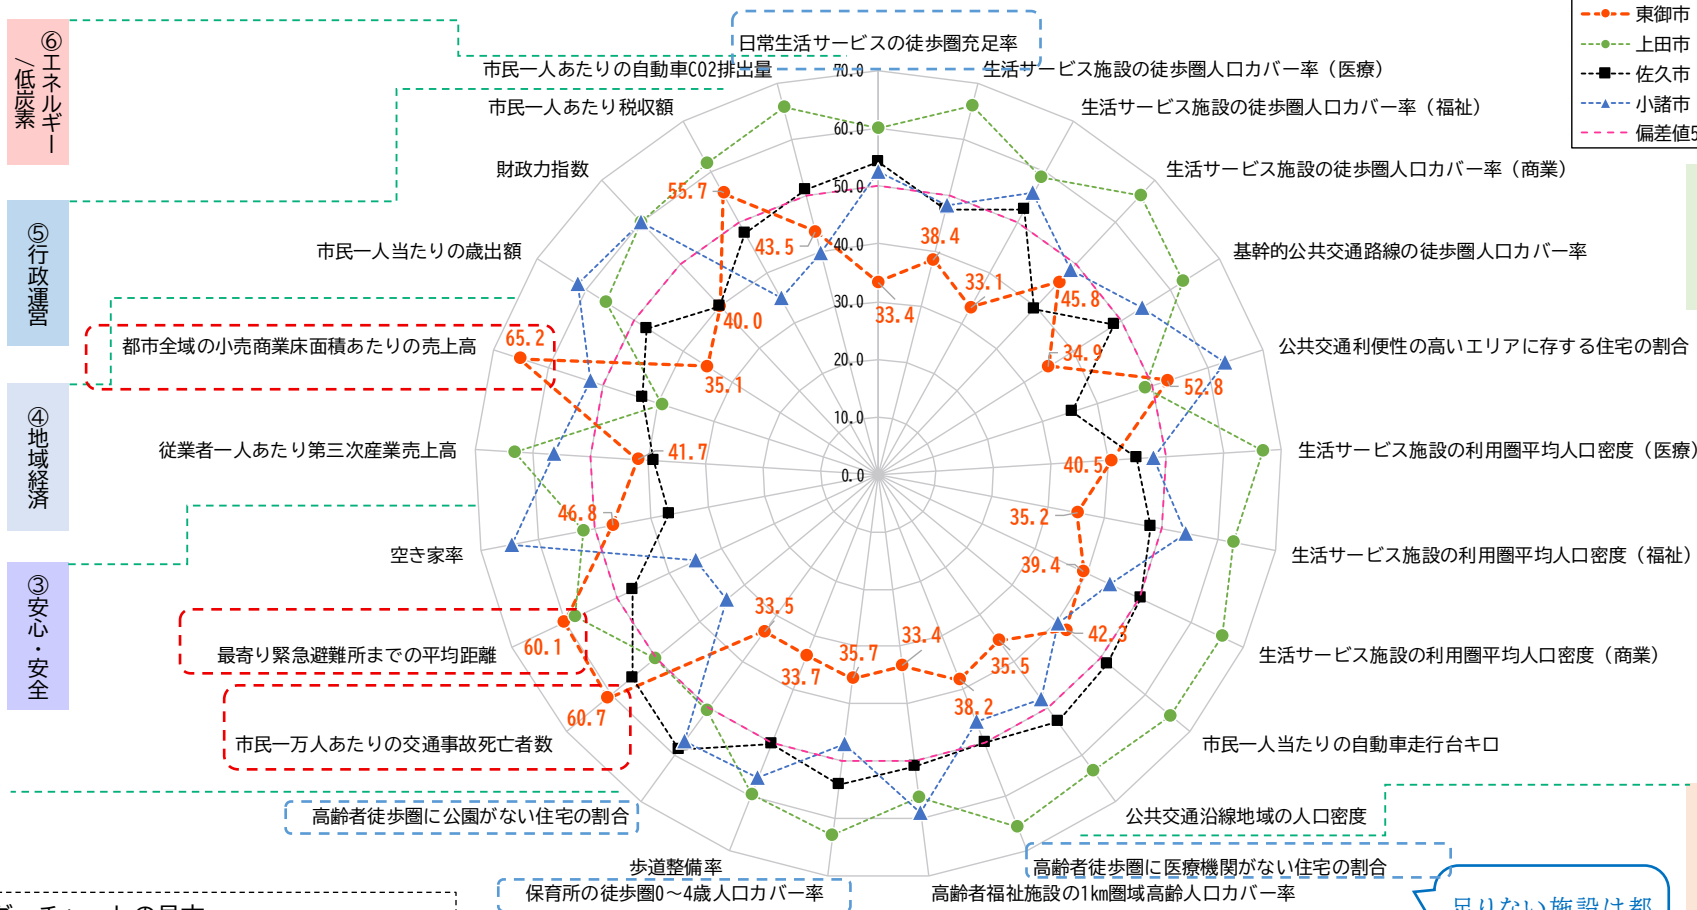 東御市
上田市
佐久市
小諸市
偏差値5
⑥エネルギー
/低炭素
⑤行政運営
④地域経済
③安心・安全
日常生活サービスの徒歩圏充足率
生活サービス施設の徒歩圏人口カバー率（医療）
生活サービス施設の徒歩圏人口カバー率（福祉）
生活サービス施設の徒歩圏人口カバー率（商業）
基幹的公共交通路線の徒歩圏人口カバー率
公共交通利便性の高いエリアに存する住宅の割合
生活サービス施設の利用圏平均人口密度（医療）
生活サービス施設の利用圏平均人口密度（福祉）
生活サービス施設の利用圏平均人口密度（商業）
市民一人当たりの自動車走行台キロ
公共交通沿線地域の人口密度
高齢者徒歩圏に医療機関がない住宅の割合
高齢者福祉施設の1km圏域高齢人口カバー率
保育所の徒歩圏0～4歳人口カバー率
歩道整備率
高齢者徒歩圏に公園がない住宅の割合
市民一万人あたりの交通事故死亡者数
最寄り緊急避難所までの平均距離
空き家率
従業者一人あたり第三次産業売上高
都市全域の小売商業床面積あたりの売上高
市民一人当たりの歳出額
財政力指数
市民一人あたり税収額
市民一人あたりの自動車CO2排出量
70.0
60.0
50.0
40.0
30.0
20.0
10.0
0.0
33.4
38.4
33.1
45.8
34.9
52.8
40.5
35.2
39.4
42.3
35.5
38.2
33.4
35.7
33.7
33.5
60.7
60.1
46.8
41.7
65.2
35.1
40.0
55.7
43.5
足りない施設は都